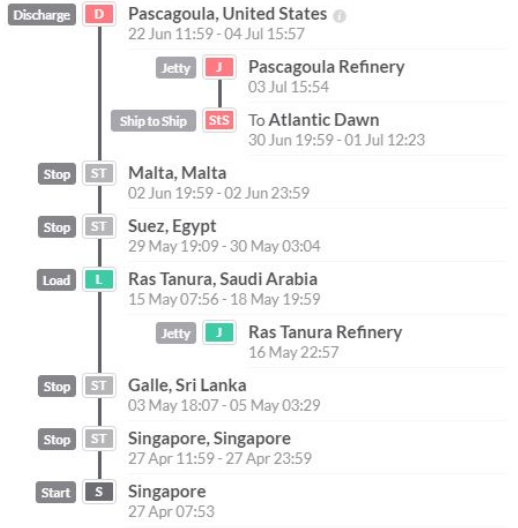 Discharge D Pascagoula, United States i
22 Jun 11:59 - 04 Jul 15:57
Jetty J Pascagoula Refinery
03 Jul 15:54
Ship to Ship StS To Atlantic Dawn
30 Jun 19:59 - 01 Jul 12:23
Stop ST Malta, Malta
02 Jun 19:59 - 02 Jun 23:59
Stop ST Suez, Egypt
29 May 19:09 - 30 May 03:04
Load L Ras Tanura, Saudi Arabia
15 May 07:56 - 18 May 19:59
Jetty J Ras Tanura Refinery
16 May 22:57
Stop ST Galle, Sri Lanka
03 May 18:07 - 05 May 03:29
Stop ST Singapore, Singapore
27 Apr 11:59 - 27 Apr 23:59
Start S Singapore
27 Apr 07:53